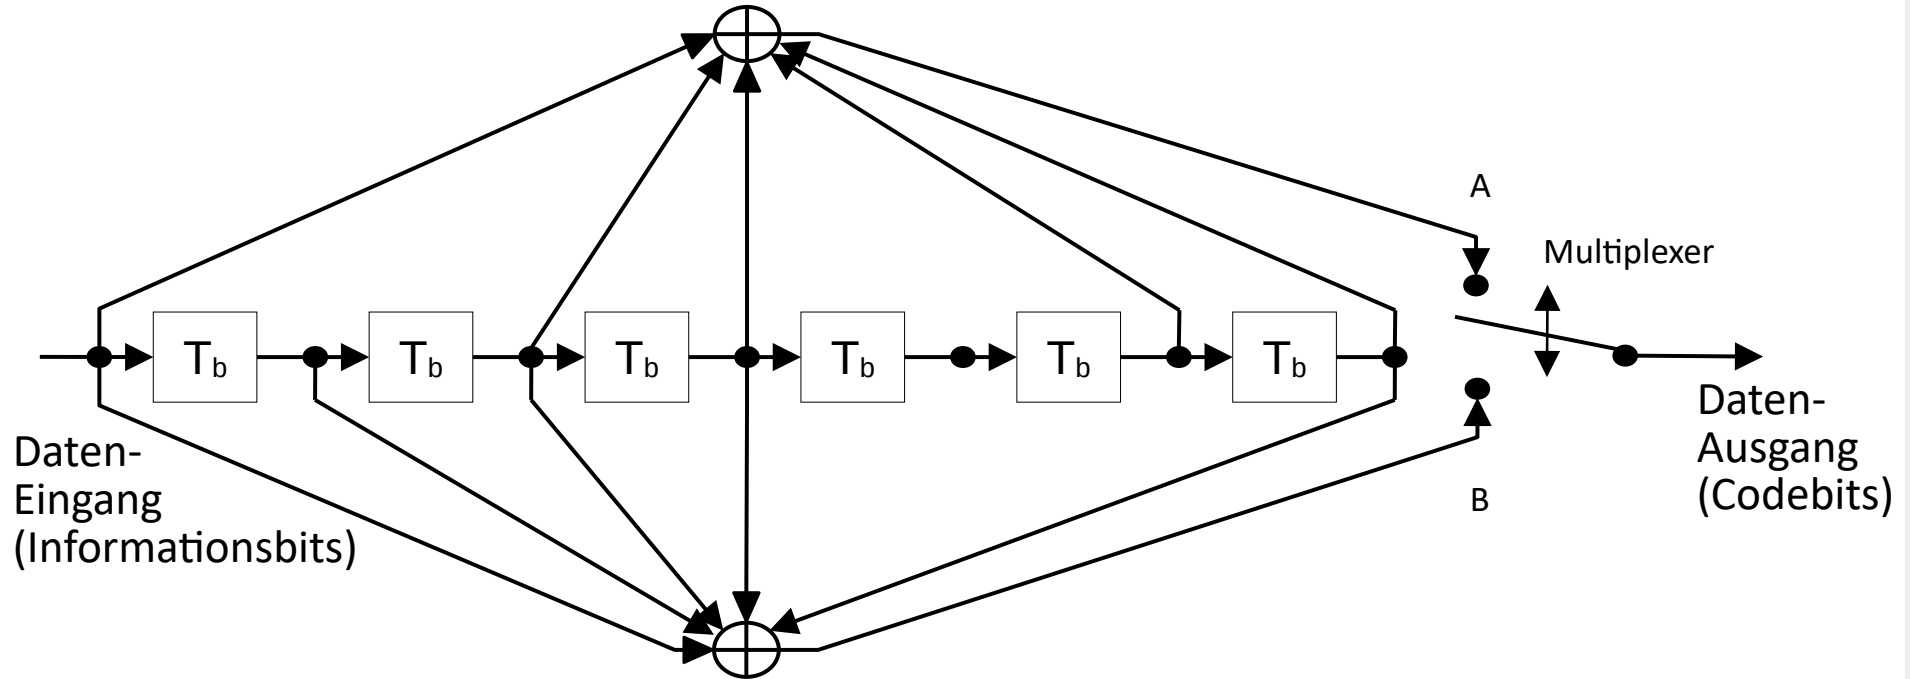 A
Multiplexer
T_b T_b T_b T_b T_b T_b
Daten-
Eingang
(Informationsbits)
Daten-
Ausgang
(Codebits)
B